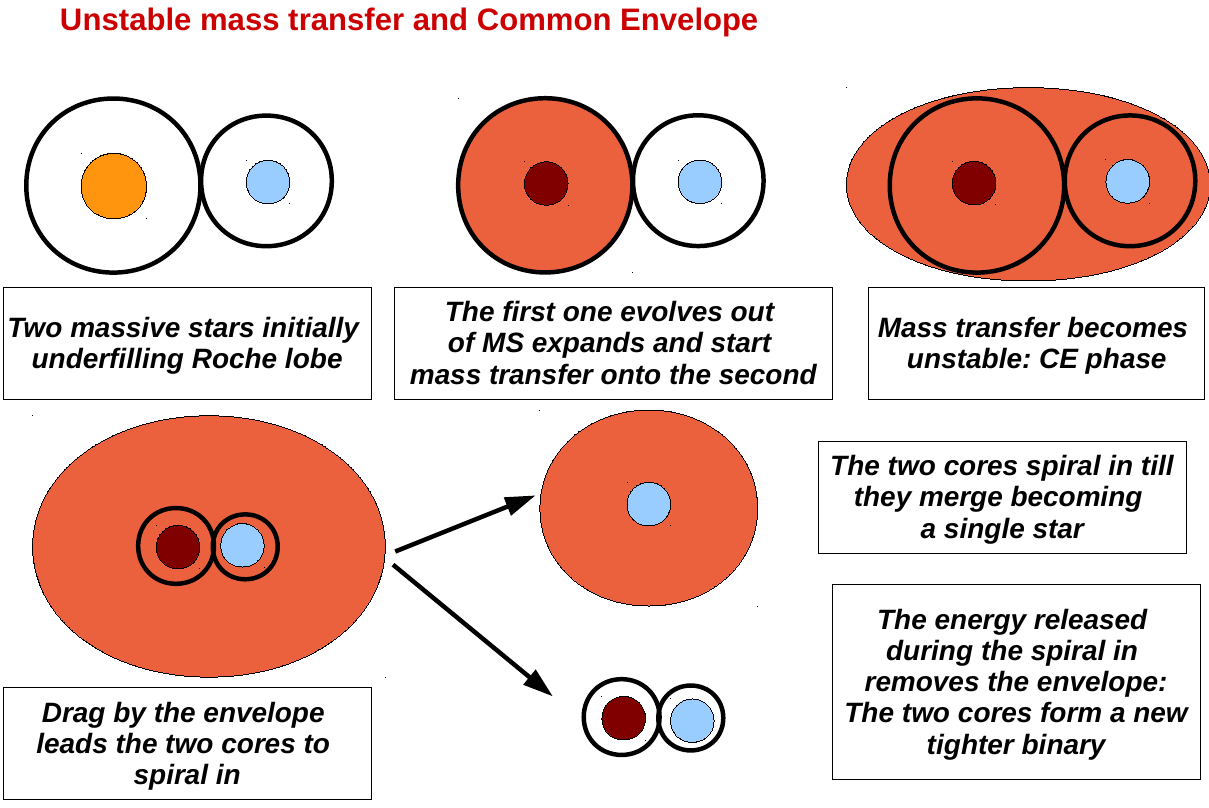 Unstable mass transfer and Common Envelope
Two massive stars initially
underfilling Roche lobe
The first one evolves out
of MS expands and start
mass transfer onto the second
Mass transfer becomes
unstable: CE phase
Drag by the envelope
leads the two cores to
spiral in
The two cores spiral in till
they merge becoming
a single star
The energy released
during the spiral in
removes the envelope:
The two cores form a new
tighter binary